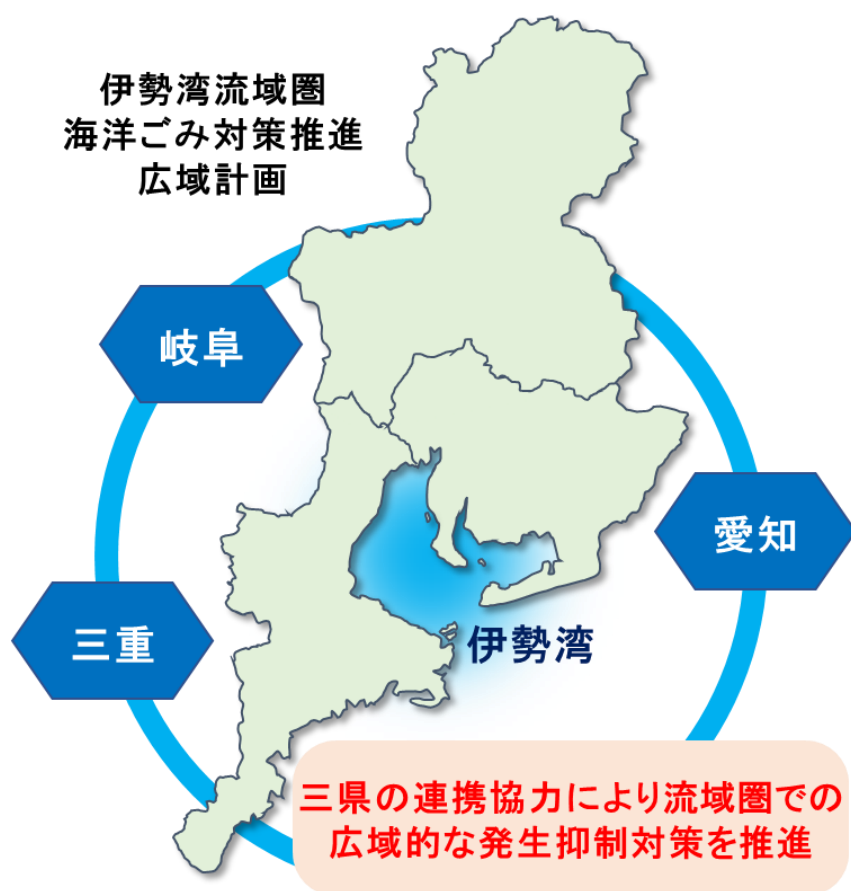 伊勢湾流域圏
海洋ごみ対策推進
広域計画
岐阜
愛知
三重
伊勢湾
三県の連携協力により流域圏での
広域的な発生抑制対策を推進